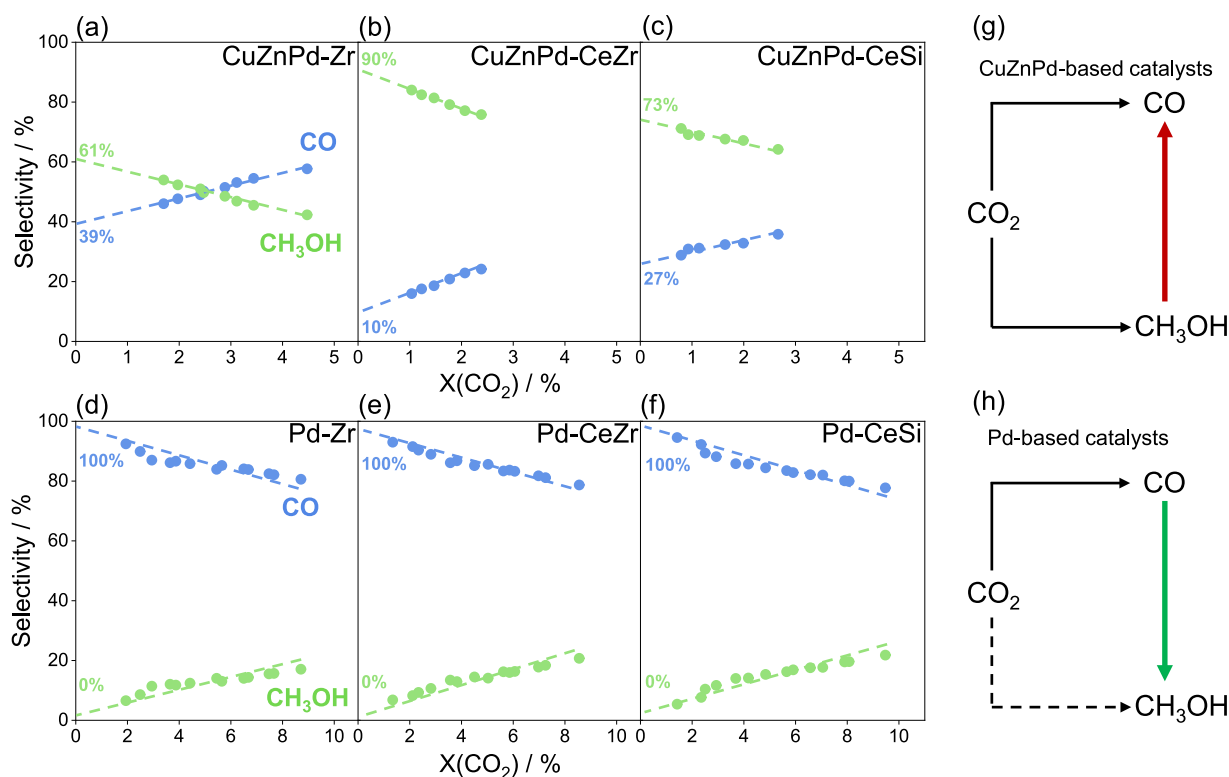 (a)
CuZnPd-Zr
(b)
CuZnPd-CeZr
(c)
CuZnPd-CeSi
100
80
60
40
20
0
Selectivity / %
61%
39%
CO
CH₃OH
90%
10%
73%
27%
0 1 2 3 4 5
0 1 2 3 4 5
0 1 2 3 4 5
X(CO₂) / %
(d)
Pd-Zr
(e)
Pd-CeZr
(f)
Pd-CeSi
100
80
60
40
20
0
Selectivity / %
100%
CO
0%
CH₃OH
100%
0%
100%
0%
0 2 4 6 8 10
0 2 4 6 8 10
0 2 4 6 8 10
X(CO₂) / %
(g)
CuZnPd-based catalysts
CO
CO₂
CH₃OH
(h)
Pd-based catalysts
CO
CO₂
CH₃OH